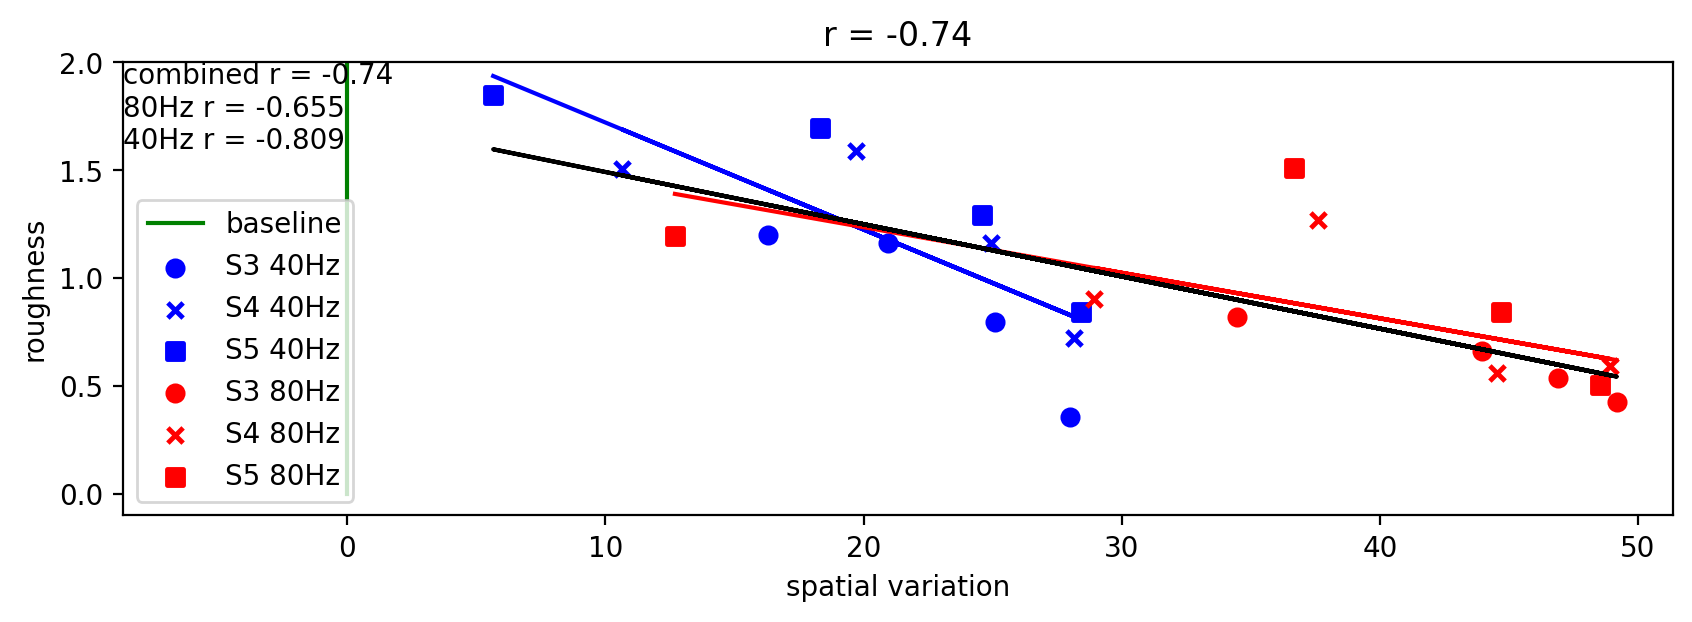 r = -0.74
combined r = -0.74
80Hz r = -0.655
40Hz r = -0.809
2.0
1.5
1.0
0.5
0.0
roughness
baseline
S3 40Hz
S4 40Hz
S5 40Hz
S3 80Hz
S4 80Hz
S5 80Hz
0 10 20 30 40 50
spatial variation